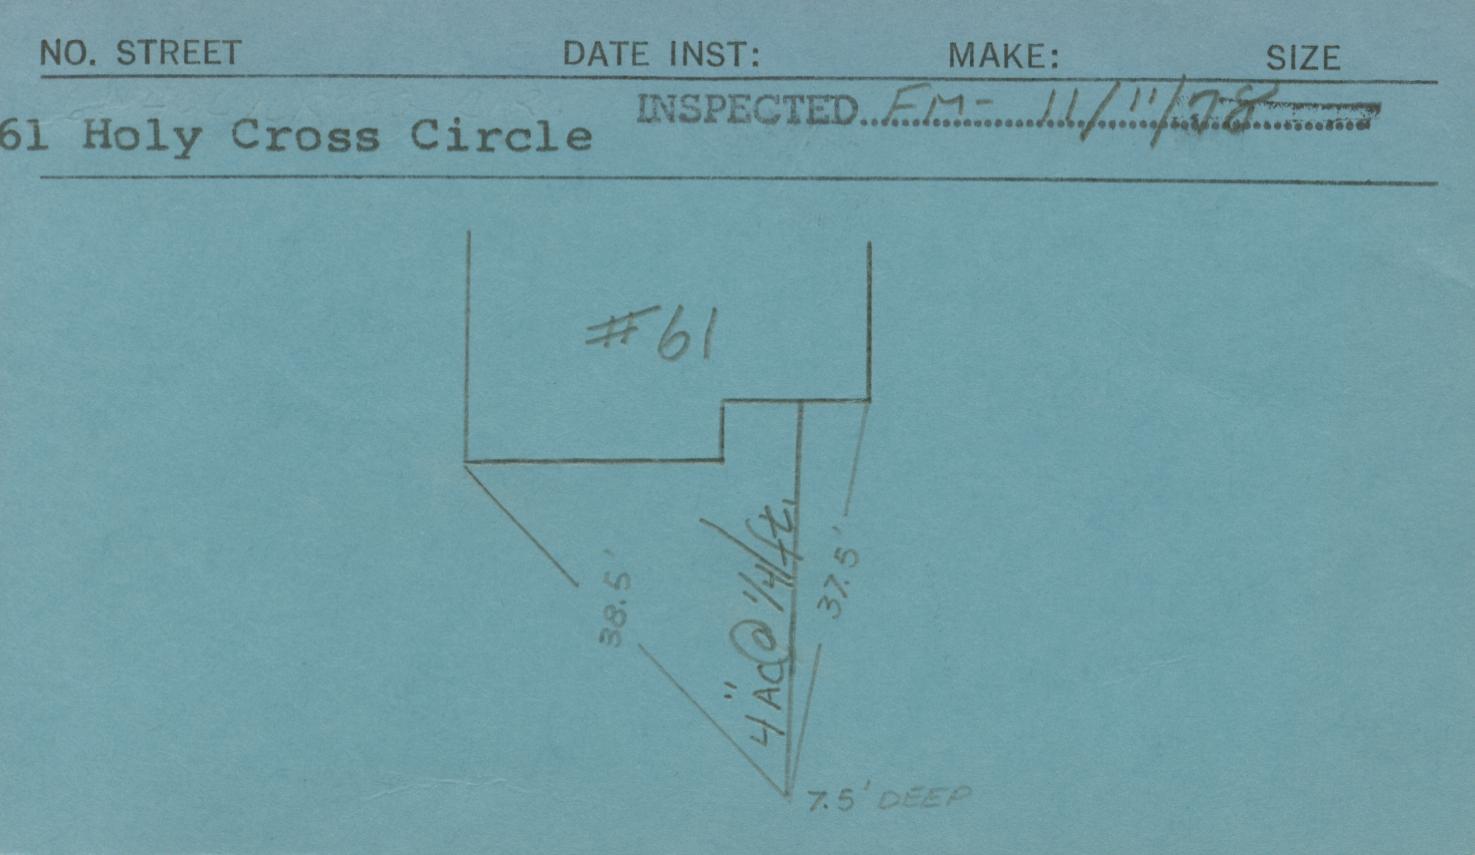 NO. STREET DATE INST: MAKE: SIZE
INSPECTED FM- 11/11/78
61 Holy Cross Circle
#61
38.5'
4" AC@ 1/4/ft.
37.5'
7.5' DEEP